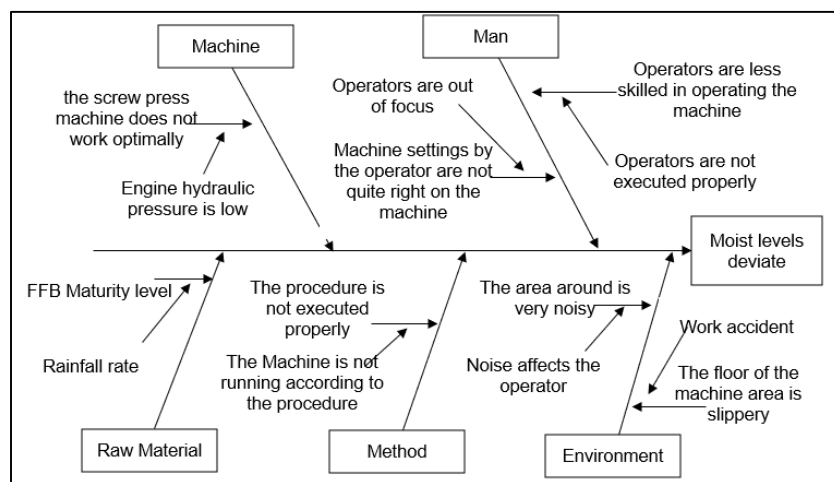 Machine
Man
the screw press
machine does not
work optimally
Engine hydraulic
pressure is low
Operators are out
of focus
Machine settings by
the operator are not
quite right on the
machine
Operators are less
skilled in operating the
machine
Operators are not
executed properly
Moist levels
deviate
FFB Maturity level
Rainfall rate
The procedure is
not executed
properly
The Machine is not
running according to
the procedure
The area around is
very noisy
Noise affects the
operator
Work accident
The floor of the
machine area is
slippery
Raw Material
Method
Environment